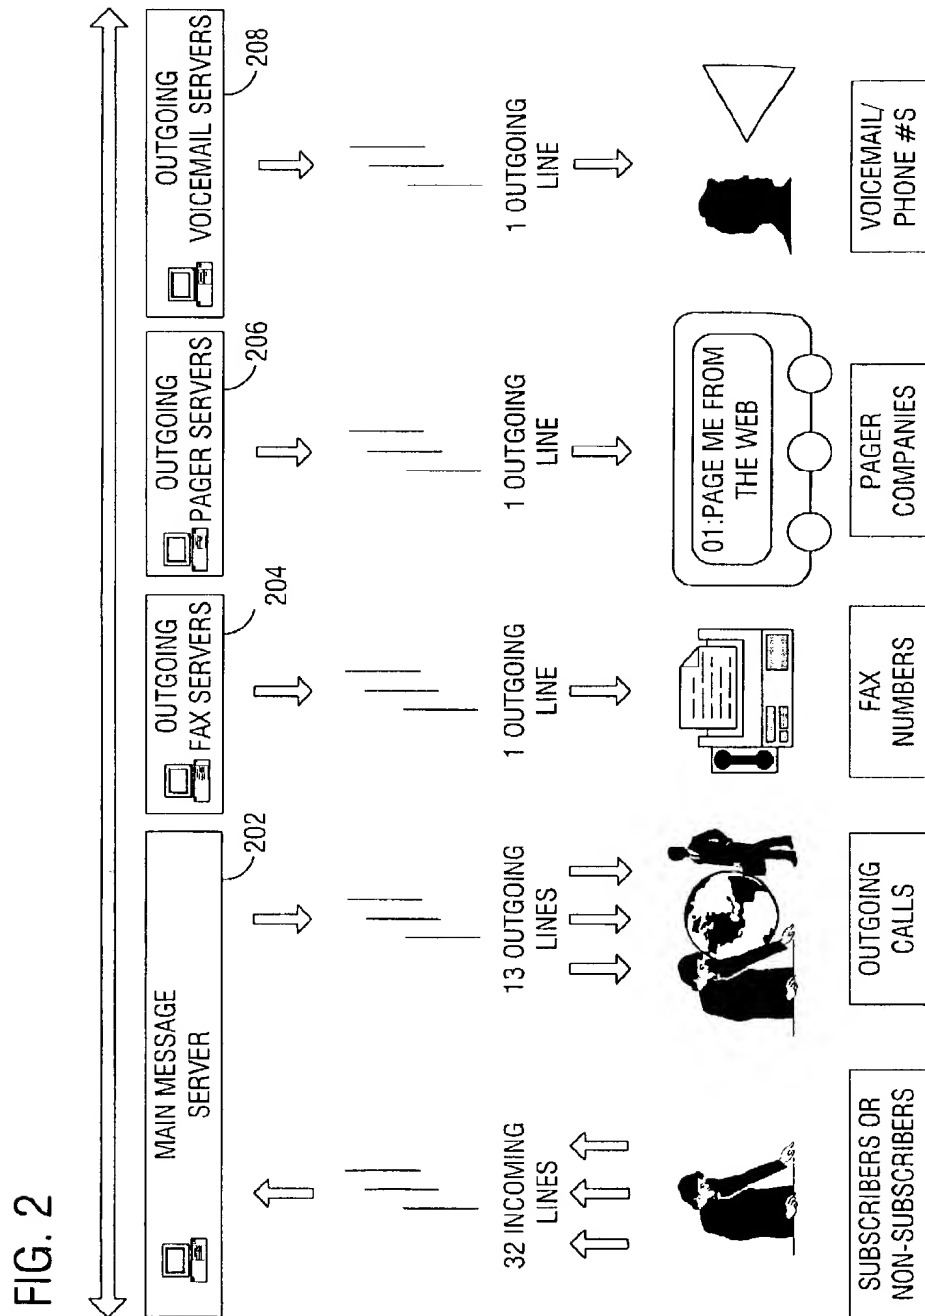 FIG. 2
MAIN MESSAGE
SERVER
202
OUTGOING
FAX SERVERS
204
OUTGOING
PAGER SERVERS
206
OUTGOING
VOICEMAIL SERVERS
208
32 INCOMING
LINES
13 OUTGOING
LINES
1 OUTGOING
LINE
1 OUTGOING
LINE
1 OUTGOING
LINE
01:PAGE ME FROM
THE WEB
SUBSCRIBERS OR
NON-SUBSCRIBERS
OUTGOING
CALLS
FAX
NUMBERS
PAGER
COMPANIES
VOICEMAIL/
PHONE #S